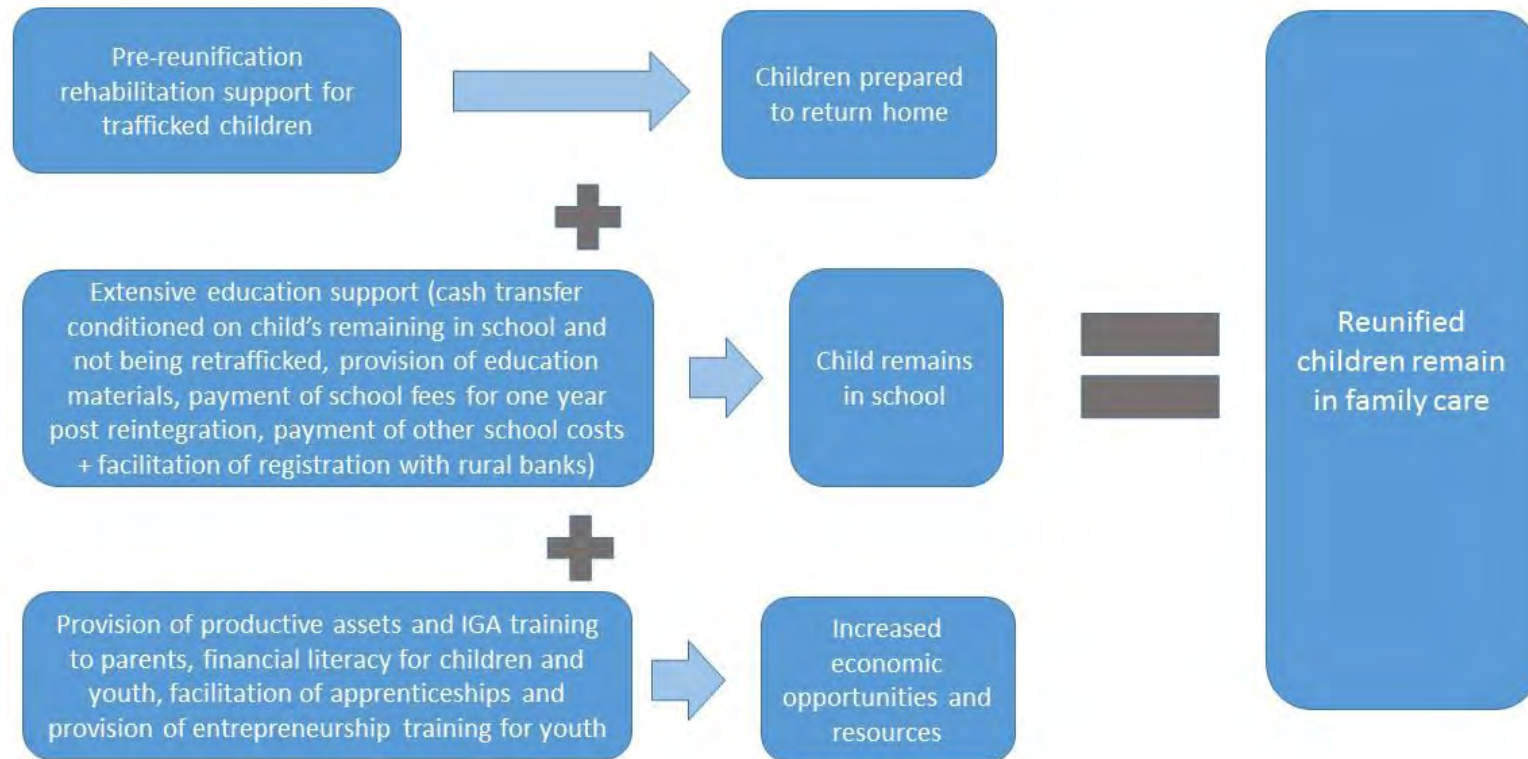 Pre-reunification
rehabilitation support for
trafficked children
Children prepared
to return home
Extensive education support (cash transfer
conditioned on child's remaining in school and
not being retrafficked, provision of education
materials, payment of school fees for one year
post reintegration, payment of other school costs
+ facilitation of registration with rural banks)
Child remains
in school
Provision of productive assets and IGA training
to parents, financial literacy for children and
youth, facilitation of apprenticeships and
provision of entrepreneurship training for youth
Increased
economic
opportunities and
resources
Reunified
children remain
in family care